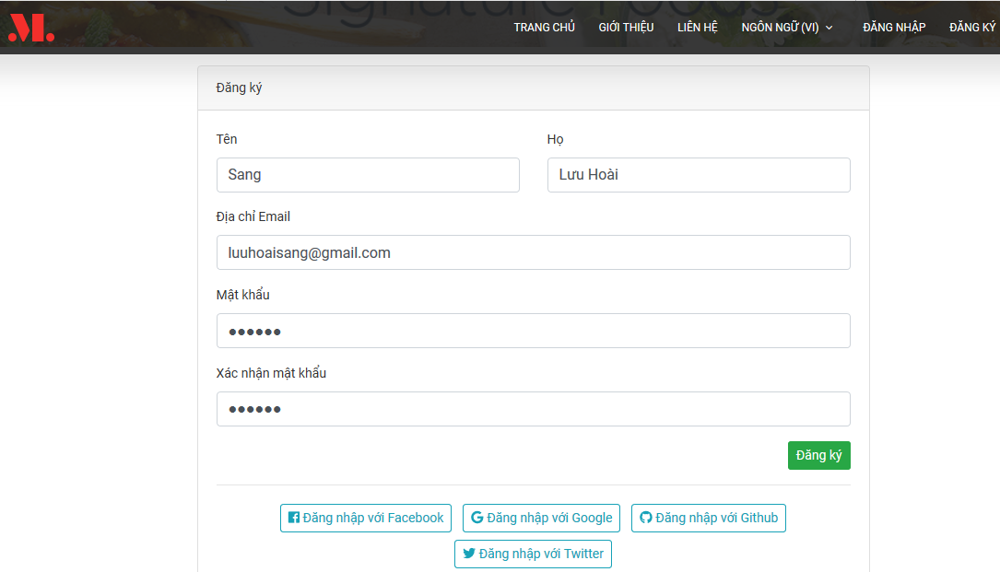 Signature Foods
M.
TRANG CHỦ GIỚI THIỆU LIÊN HỆ NGÔN NGỮ (VI) ĐĂNG NHẬP ĐĂNG KÝ
Đăng ký
Tên Họ
Sang Lưu Hoài
Địa chỉ Email
luuhoaisang@gmail.com
Mật khẩu
●●●●●●
Xác nhận mật khẩu
●●●●●●
Đăng ký
Đăng nhập với Facebook Đăng nhập với Google Đăng nhập với Github
Đăng nhập với Twitter